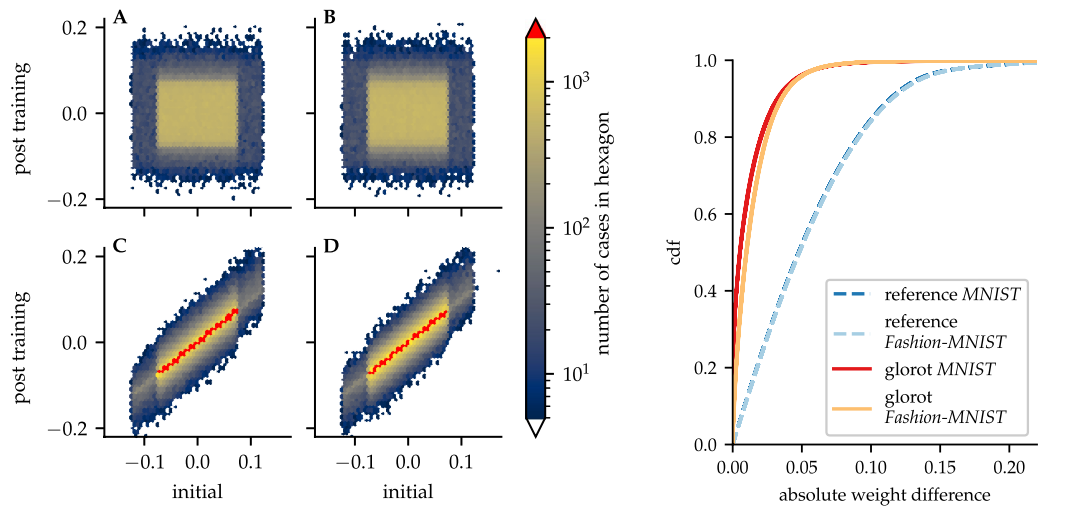 A
B
0.2
0.0
−0.2
post training
C
D
0.2
0.0
−0.2
post training
−0.1
0.0
0.1
initial
−0.1
0.0
0.1
initial
10³
10²
10¹
number of cases in hexagon
1.0
0.8
0.6
0.4
0.2
0.0
cdf
0.00
0.05
0.10
0.15
0.20
absolute weight difference
reference MNIST
reference
Fashion-MNIST
glorot MNIST
glorot
Fashion-MNIST